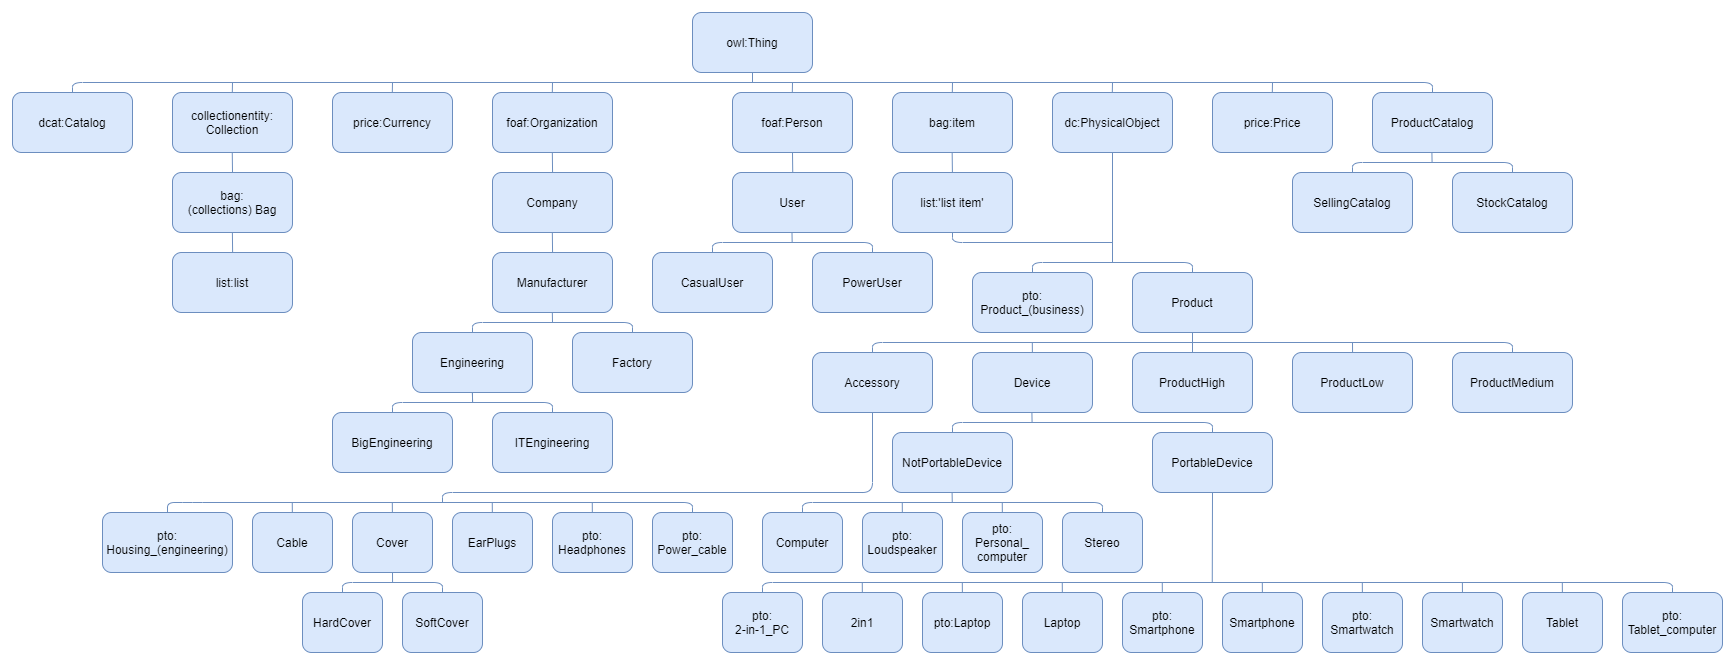 owl:Thing
dcat:Catalog
collectionentity:
Collection
price:Currency
foaf:Organization
foaf:Person
bag:item
dc:PhysicalObject
price:Price
ProductCatalog
bag:
(collections) Bag
Company
User
list:'list item'
SellingCatalog
StockCatalog
list:list
Manufacturer
CasualUser
PowerUser
pto:
Product_(business)
Product
Engineering
Factory
Accessory
Device
ProductHigh
ProductLow
ProductMedium
BigEngineering
ITEngineering
NotPortableDevice
PortableDevice
pto:
Housing_(engineering)
Cable
Cover
EarPlugs
pto:
Headphones
pto:
Power_cable
Computer
pto:
Loudspeaker
pto:
Personal_
computer
Stereo
HardCover
SoftCover
pto:
2-in-1_PC
2in1
pto:Laptop
Laptop
pto:
Smartphone
Smartphone
pto:
Smartwatch
Smartwatch
Tablet
pto:
Tablet_computer